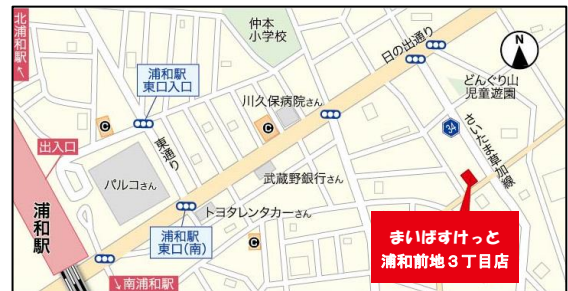 北浦和駅
仲本
小学校
日の出通り
N
浦和駅
東口入口
どんぐり山
児童遊園
川久保病院さん
C
C
34
さいたま草加線
出入口
東通り
パルコさん
武蔵野銀行さん
浦和駅
トヨタレンタカーさん
浦和駅
東口(南)
C
まいばすけっと
浦和前地3丁目店
南浦和駅